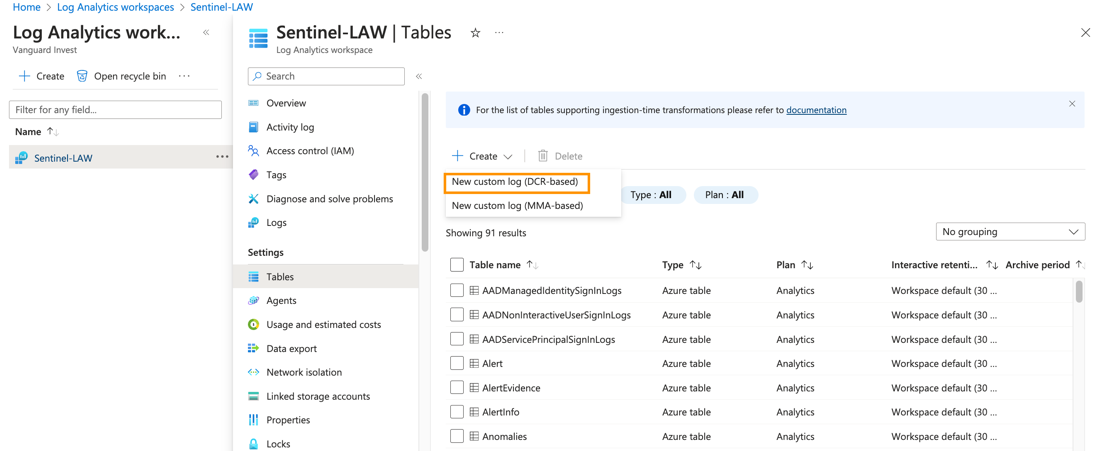 Home > Log Analytics workspaces > Sentinel-LAW
Log Analytics work... «
Vanguard Invest
+ Create Open recycle bin ...
Filter for any field...
Name ↑↓
Sentinel-LAW ...
Sentinel-LAW | Tables ☆ ...
Log Analytics workspace
Search «
Overview
Activity log
Access control (IAM)
Tags
Diagnose and solve problems
Logs
Settings
Tables
Agents
Usage and estimated costs
Data export
Network isolation
Linked storage accounts
Properties
Locks
For the list of tables supporting ingestion-time transformations please refer to documentation
+ Create Delete
New custom log (DCR-based)
New custom log (MMA-based)
Type : All Plan : All
Showing 91 results
No grouping
Table name ↑↓ Type ↑↓ Plan ↑↓ Interactive retenti... ↑↓ Archive period ↑
AADManagedIdentitySignInLogs Azure table Analytics Workspace default (30 ...
AADNonInteractiveUserSignInLogs Azure table Analytics Workspace default (30 ...
AADServicePrincipalSignInLogs Azure table Analytics Workspace default (30 ...
Alert Azure table Analytics Workspace default (30 ...
AlertEvidence Azure table Analytics Workspace default (30 ...
AlertInfo Azure table Analytics Workspace default (30 ...
Anomalies Azure table Analytics Workspace default (30 ...